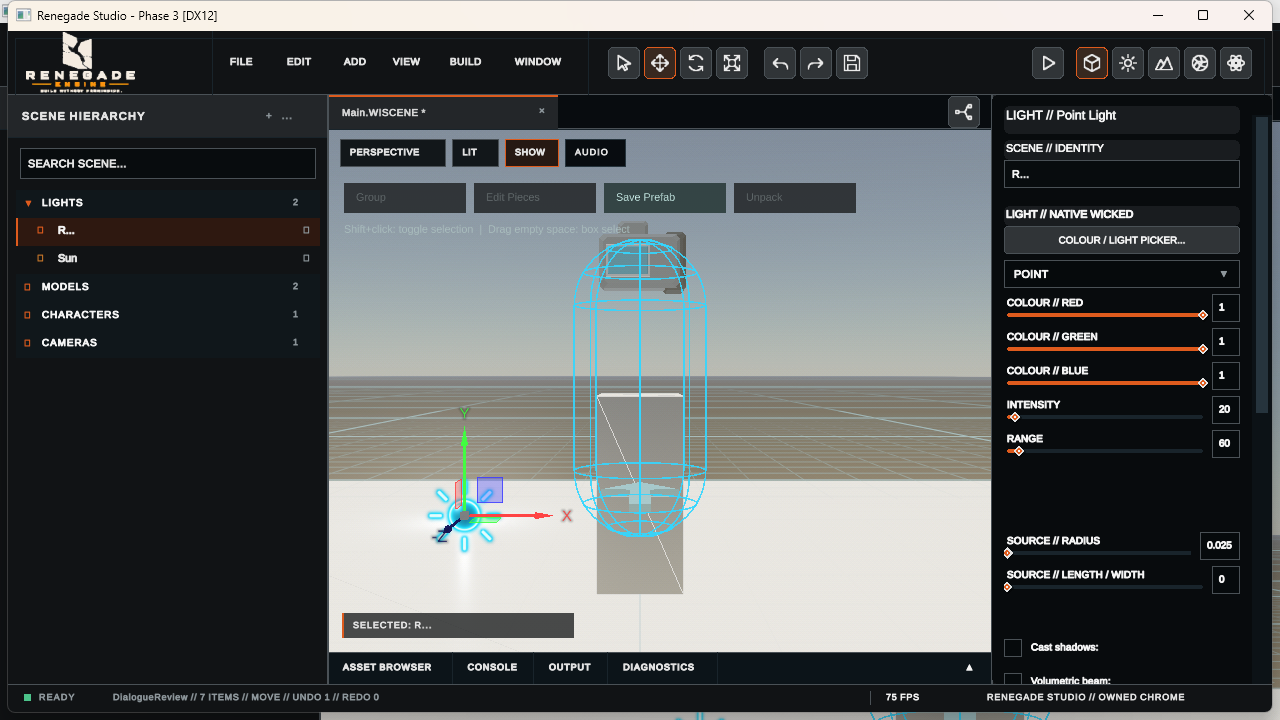 Renegade Studio - Phase 3 [DX12]
RENEGADE
ENGINE
BUILD WITHOUT PERMISSION.
FILE EDIT ADD VIEW BUILD WINDOW
SCENE HIERARCHY + ...
SEARCH SCENE...
LIGHTS 2
R...
Sun
MODELS 2
CHARACTERS 1
CAMERAS 1
Main.WISCENE * ×
PERSPECTIVE LIT SHOW AUDIO
Group Edit Pieces Save Prefab Unpack
Shift+click: toggle selection | Drag empty space: box select
Y
X
Z
SELECTED: R...
ASSET BROWSER CONSOLE OUTPUT DIAGNOSTICS
LIGHT // Point Light
SCENE // IDENTITY
R...
LIGHT // NATIVE WICKED
COLOUR / LIGHT PICKER...
POINT
COLOUR // RED 1
COLOUR // GREEN 1
COLOUR // BLUE 1
INTENSITY 20
RANGE 60
SOURCE // RADIUS 0.025
SOURCE // LENGTH / WIDTH 0
Cast shadows:
Volumetric beam:
READY DialogueReview // 7 ITEMS // MOVE // UNDO 1 // REDO 0 75 FPS RENEGADE STUDIO // OWNED CHROME